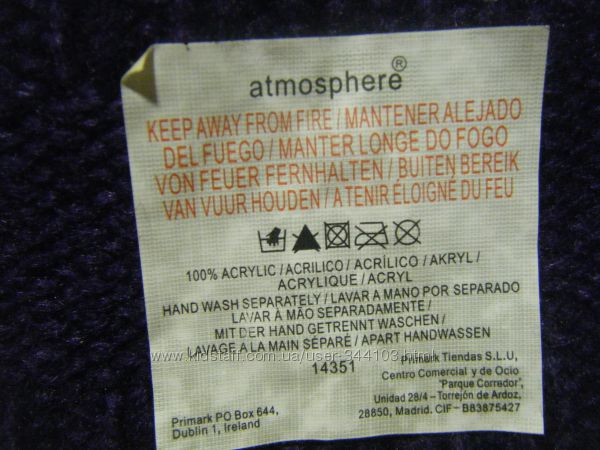 atmosphere®
KEEP AWAY FROM FIRE / MANTENER ALEJADO
DEL FUEGO / MANTER LONGE DO FOGO
VON FEUER FERNHALTEN / BUITEN BEREIK
VAN VUUR HOUDEN / A TENIR ÉLOIGNÉ DU FEU
100% ACRYLIC / ACRILICO / ACRÍLICO / AKRYL /
ACRYLIQUE / ACRYL
HAND WASH SEPARATELY / LAVAR A MANO POR SEPARADO
LAVAR À MÃO SEPARADAMENTE /
MIT DER HAND GETRENNT WASCHEN /
LAVAGE A LA MAIN SÉPARÉ / APART HANDWASSEN
www.kidstaff.com.ua/user-344103.html
14351
Primark Tiendas S.L.U,
Centro Comercial y de Ocio
"Parque Corredor",
Unidad 28/4 - Torrejón de Ardoz,
28850, Madrid. CIF- B83875427
Primark PO Box 644,
Dublin 1, Ireland